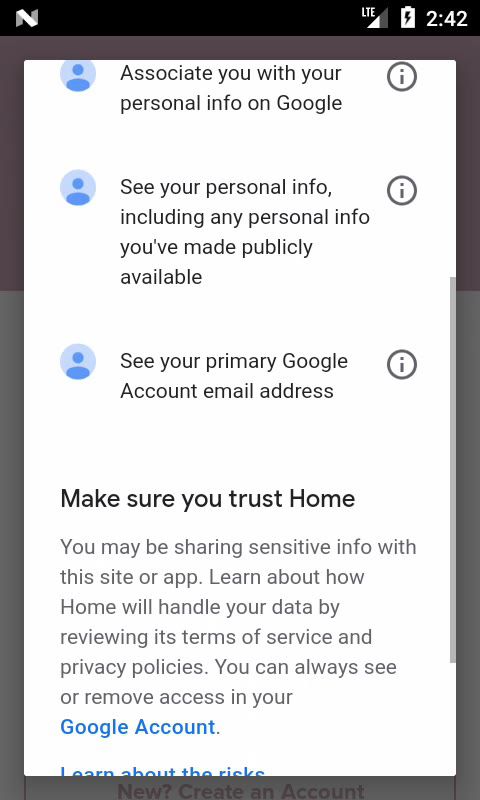 LTE 2:42
Associate you with your
personal info on Google
See your personal info,
including any personal info
you've made publicly
available
See your primary Google
Account email address
Make sure you trust Home
You may be sharing sensitive info with
this site or app. Learn about how
Home will handle your data by
reviewing its terms of service and
privacy policies. You can always see
or remove access in your
Google Account.
Learn about the risks
New? Create an Account